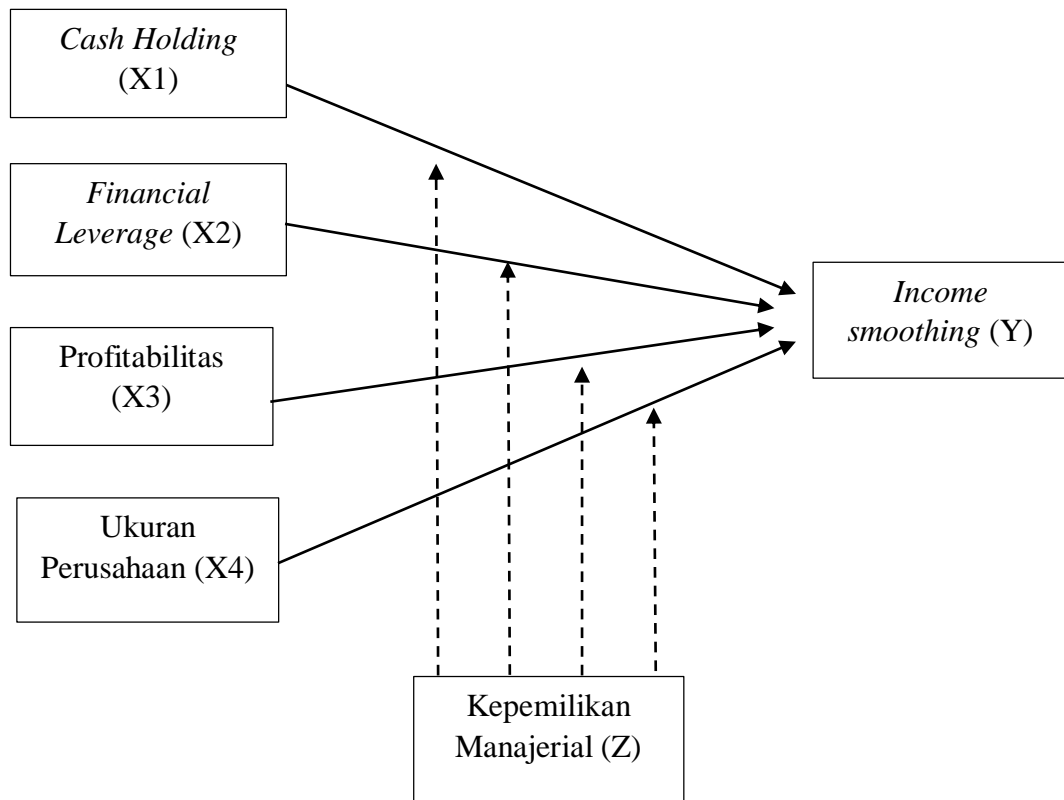 Cash Holding
(X1)
Financial
Leverage (X2)
Profitabilitas
(X3)
Ukuran
Perusahaan (X4)
Income
smoothing (Y)
Kepemilikan
Manajerial (Z)